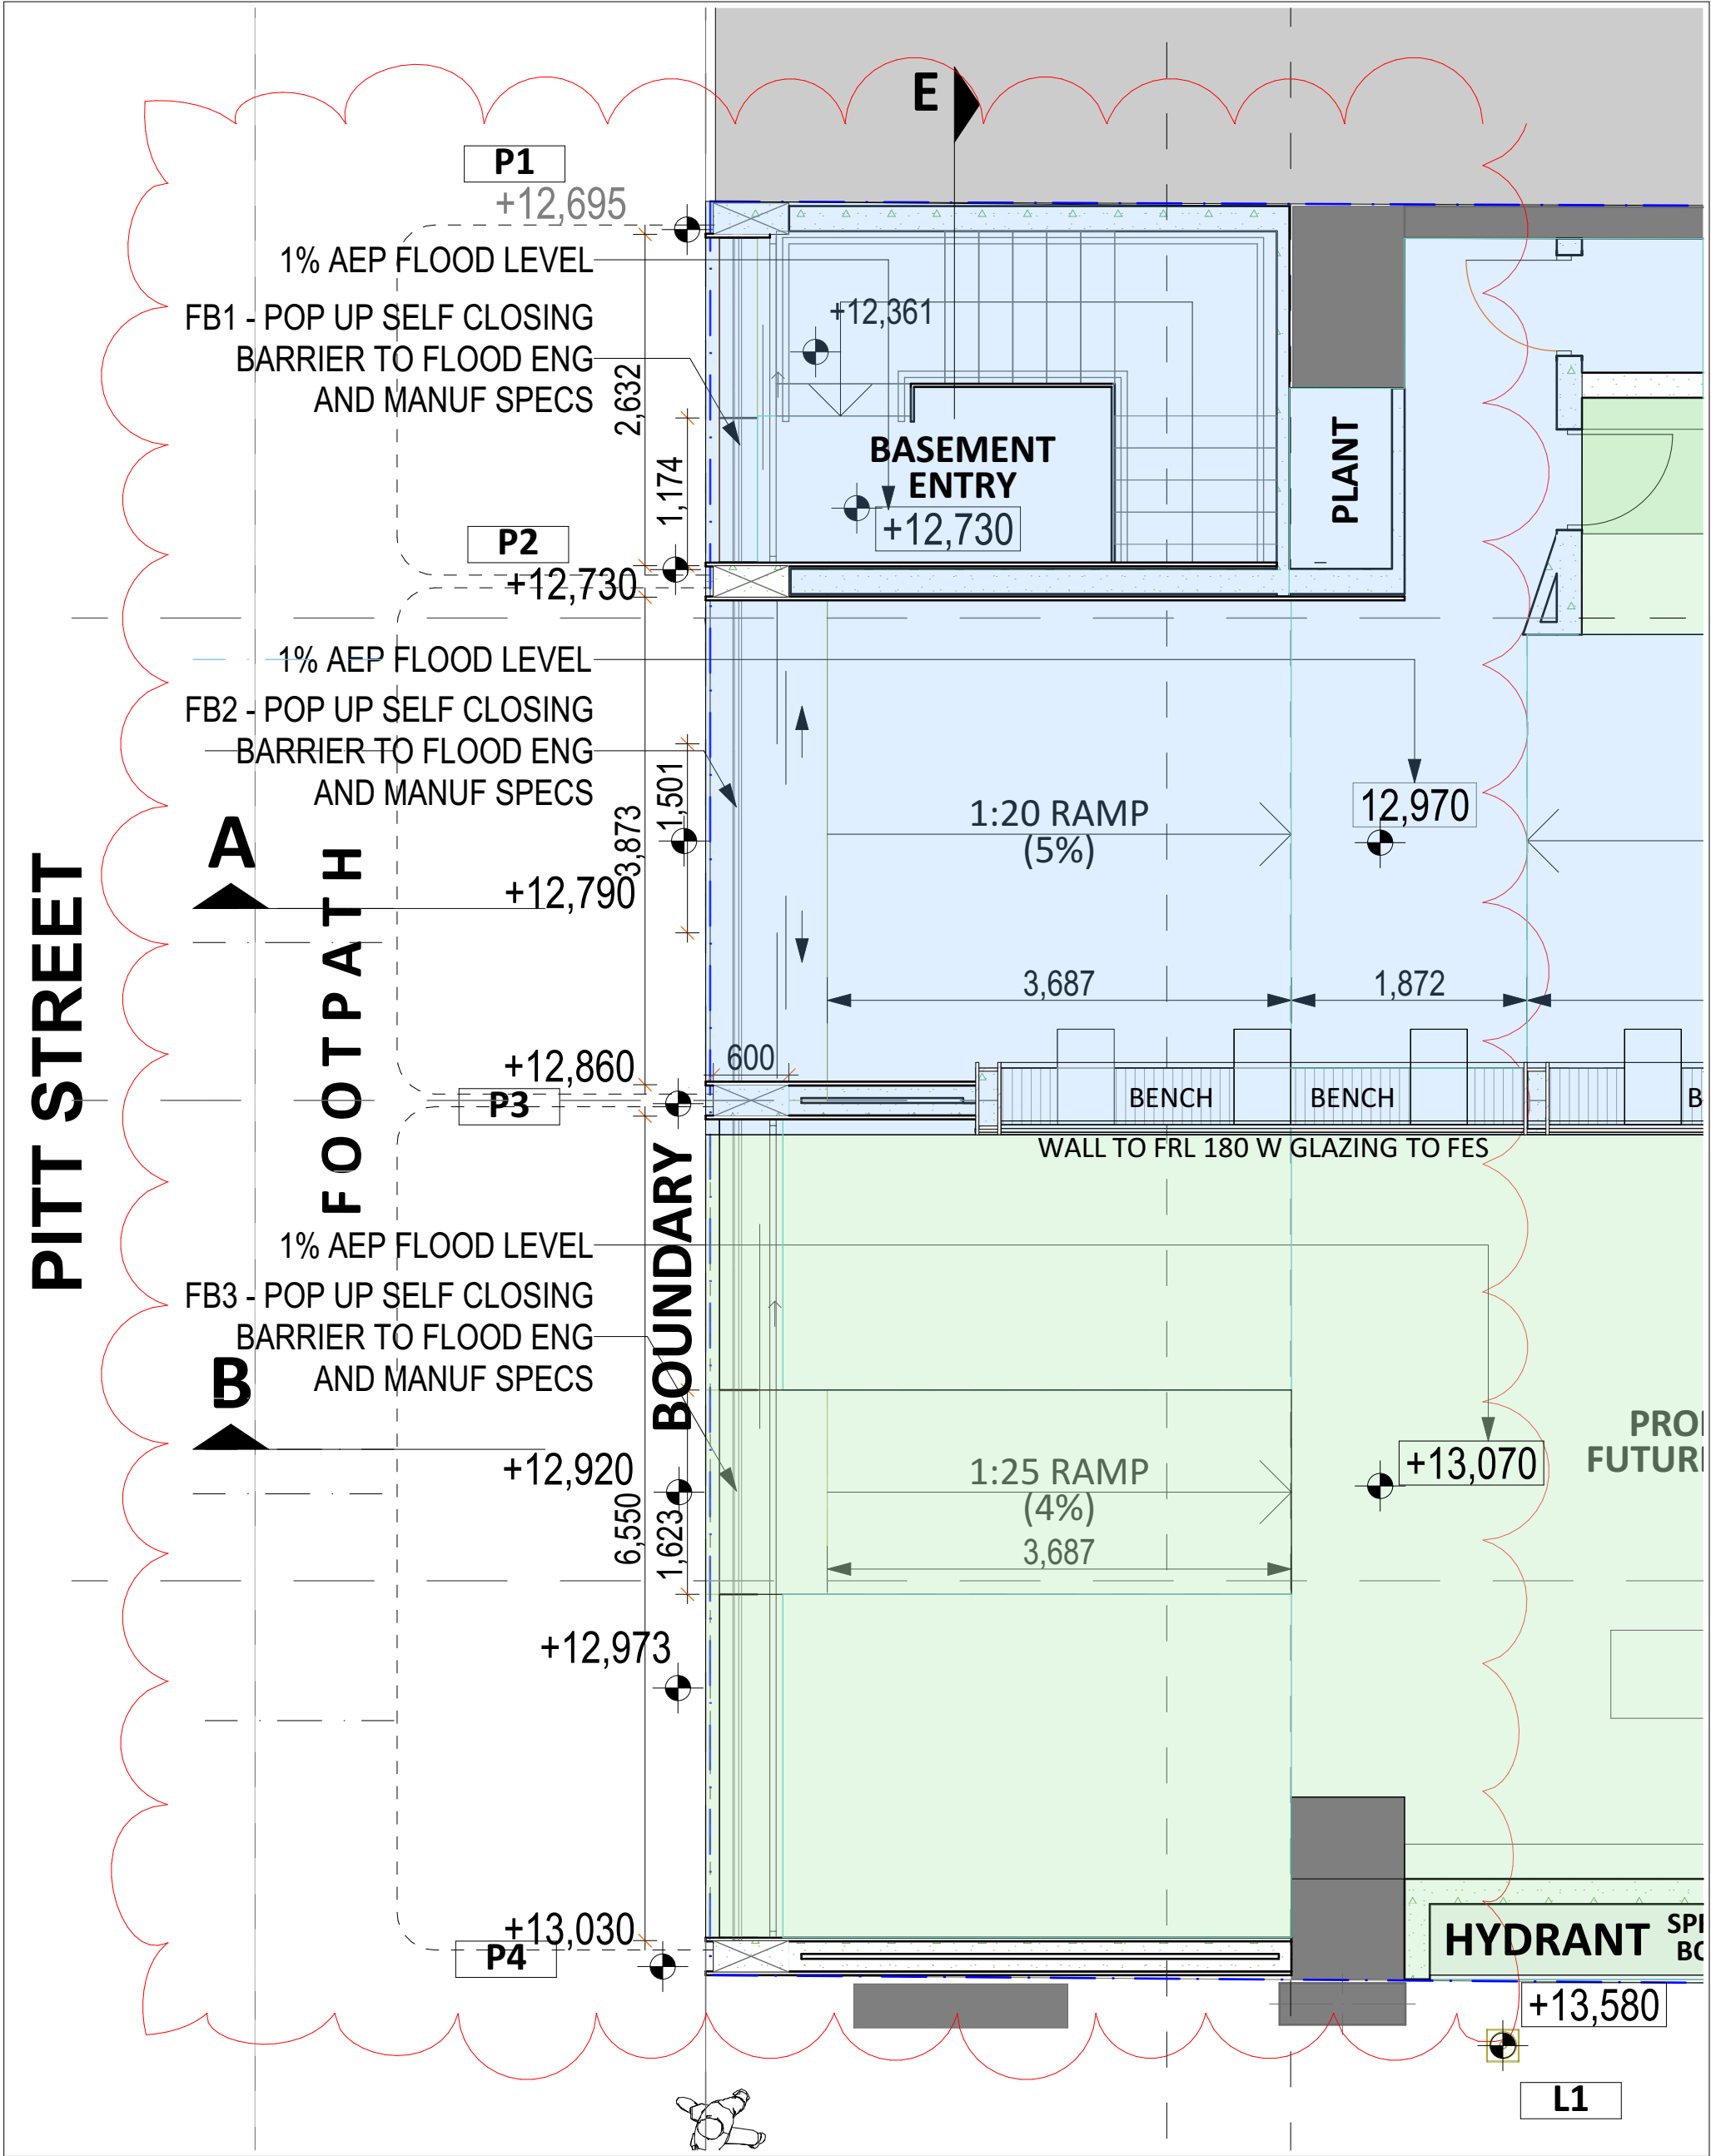 E
P1
+12,695
1% AEP FLOOD LEVEL
FB1 - POP UP SELF CLOSING
BARRIER TO FLOOD ENG
AND MANUF SPECS
2,632
1,174
+12,361
BASEMENT
ENTRY
+12,730
PLANT
P2
+12,730
1% AEP FLOOD LEVEL
FB2 - POP UP SELF CLOSING
BARRIER TO FLOOD ENG
AND MANUF SPECS
1,501
3,873
1:20 RAMP
(5%)
12,970
A
+12,790
PITT STREET
FOOTPATH
3,687
1,872
+12,860
600
P3
BENCH
BENCH
B
WALL TO FRL 180 W GLAZING TO FES
BOUNDARY
1% AEP FLOOD LEVEL
FB3 - POP UP SELF CLOSING
BARRIER TO FLOOD ENG
AND MANUF SPECS
B
+12,920
6,550
1,623
1:25 RAMP
(4%)
3,687
+13,070
PRO
FUTUR
+12,973
+13,030
P4
HYDRANT
SP
BO
+13,580
L1